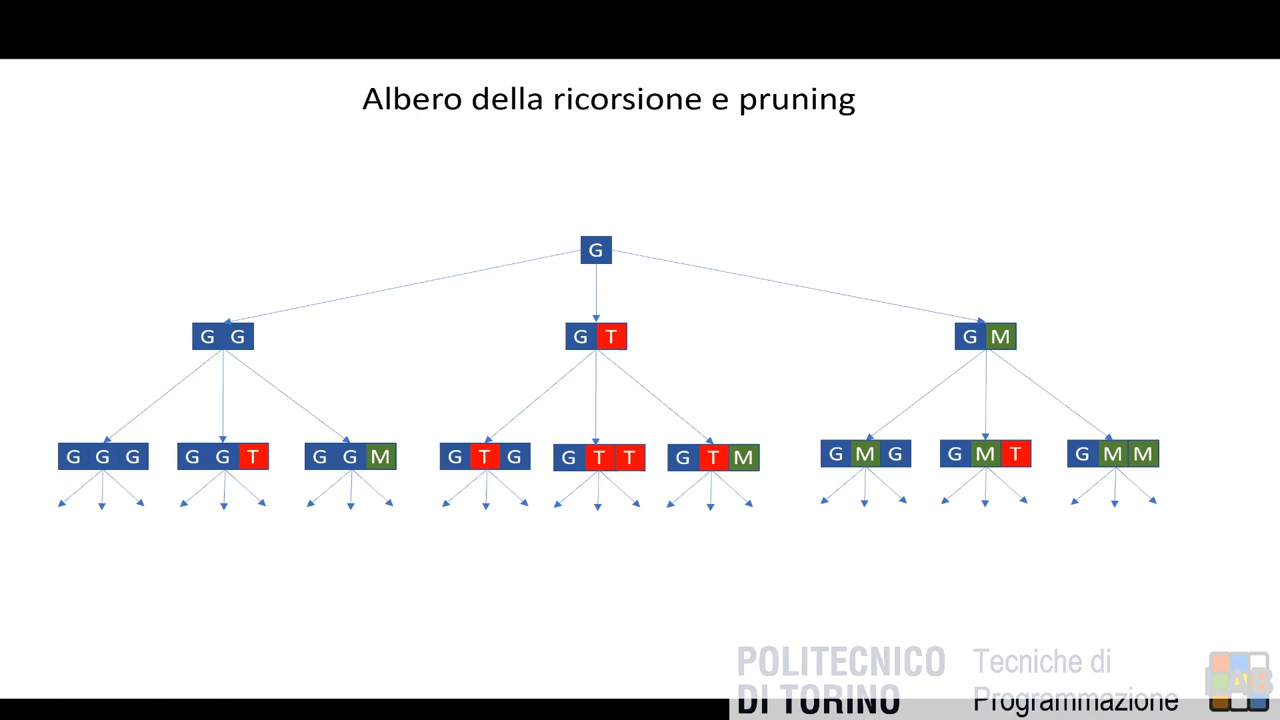 Albero della ricorsione e pruning
G
G G
G T
G M
G G G
G G T
G G M
G T G
G T T
G T M
G M G
G M T
G M M
POLITECNICO
DI TORINO
Tecniche di
Programmazione